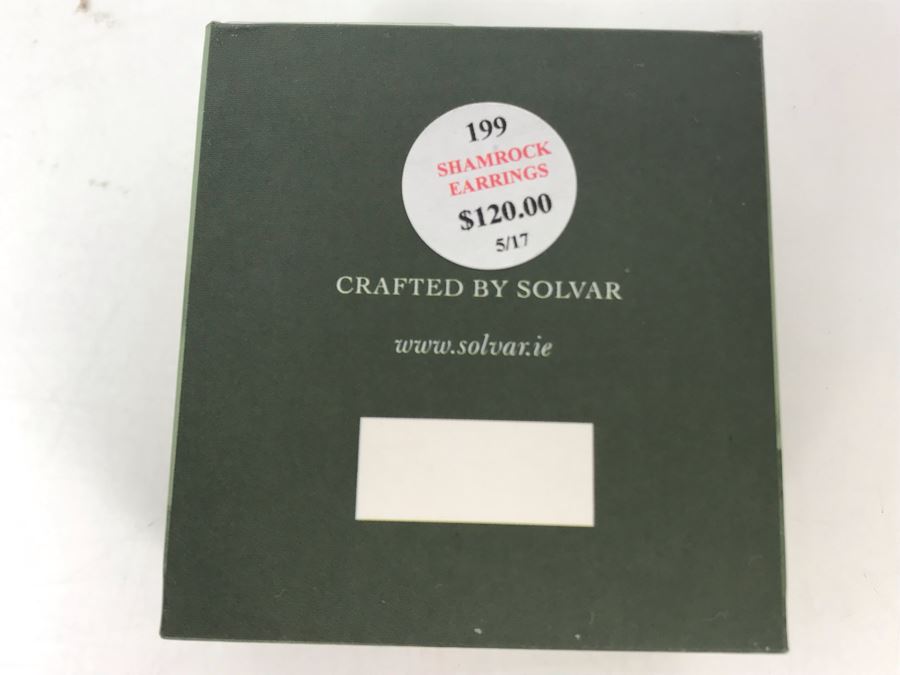 199
SHAMROCK
EARRINGS
$120.00
5/17
CRAFTED BY SOLVAR
www.solvar.ie